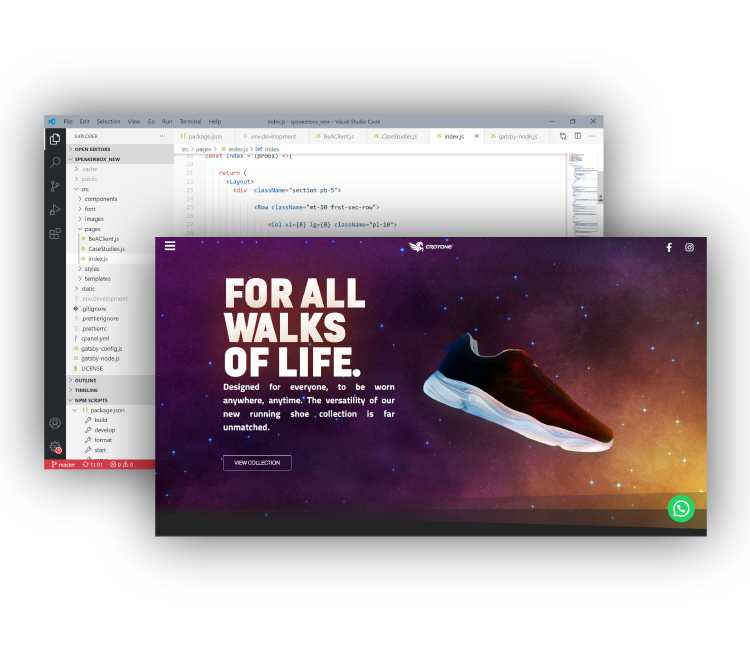 File Edit Selection View Go Run Terminal Help
index.js - speakerbox_new - Visual Studio Code
EXPLORER
package.json
.env.development
BeAClient.js
CaseStudies.js
index.js
gatsby-node.js
OPEN EDITORS
src > pages > index.js > Index
SPEAKERBOX_NEW
19 const Index = (props) =>{
.cache
20
public
21 return (
src
22 <Layout>
components
23 <div className="section pb-5">
font
24
images
25 <Row className="mt-10 frst-sec-row">
pages
26
BeAClient.js
27 <Col xl={8} lg={8} className="pl-10">
CaseStudies.js
index.js
styles
templates
static
.env.development
.gitignore
.prettierignore
.prettierrc
cpanel.yml
gatsby-config.js
gatsby-node.js
LICENSE
OUTLINE
TIMELINE
NPM SCRIPTS
package.json
build
develop
format
start
master
0 0
CROTONE
FOR ALL
WALKS
OF LIFE.
Designed for everyone, to be worn
anywhere, anytime. The versatility of our
new running shoe collection is far
unmatched.
VIEW COLLECTION